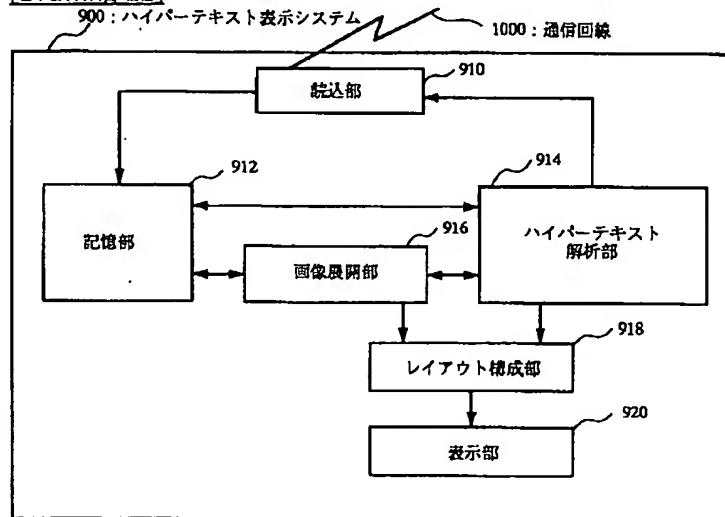 900：ハイパーテキスト表示システム
1000：通信回線
910
読込部
912
914
記憶部
ハイパーテキスト
解析部
916
画像展開部
918
レイアウト構成部
920
表示部